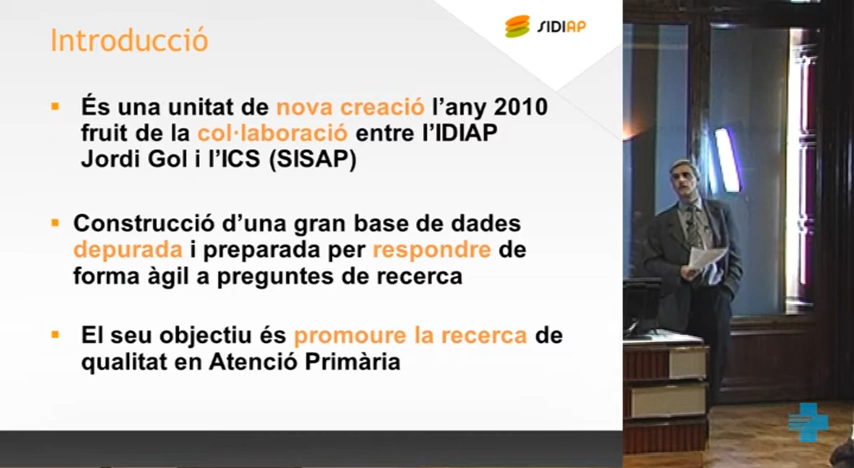 Introducció
SIDIAP
▪ És una unitat de nova creació l'any 2010
fruit de la col·laboració entre l'IDIAP
Jordi Gol i l'ICS (SISAP)
▪ Construcció d'una gran base de dades
depurada i preparada per respondre de
forma àgil a preguntes de recerca
▪ El seu objectiu és promoure la recerca de
qualitat en Atenció Primària